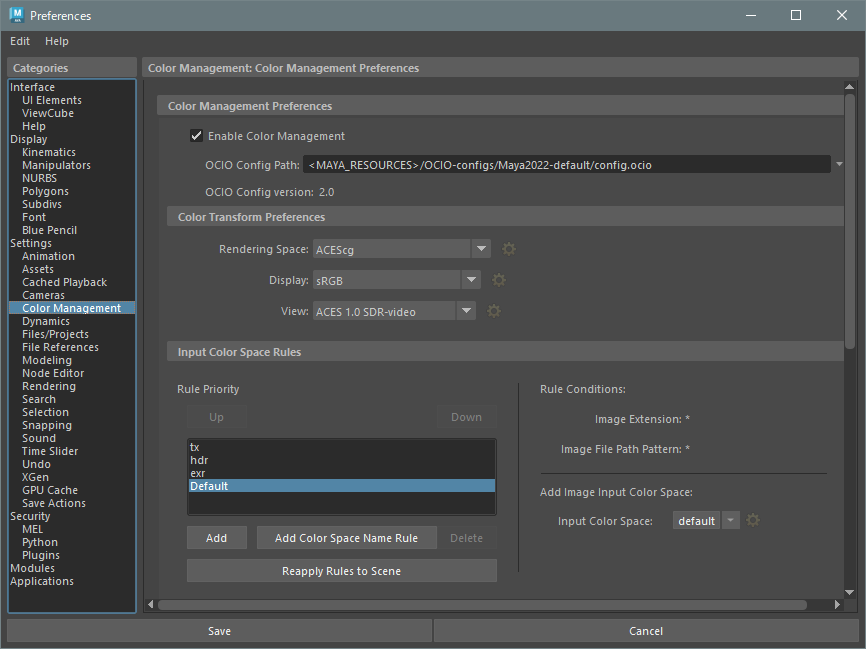 Preferences
Edit Help
Categories
Interface
UI Elements
ViewCube
Help
Display
Kinematics
Manipulators
NURBS
Polygons
Subdivs
Font
Blue Pencil
Settings
Animation
Assets
Cached Playback
Cameras
Color Management
Dynamics
Files/Projects
File References
Modeling
Node Editor
Rendering
Search
Selection
Snapping
Sound
Time Slider
Undo
XGen
GPU Cache
Save Actions
Security
MEL
Python
Plugins
Modules
Applications
Color Management: Color Management Preferences
Color Management Preferences
Enable Color Management
OCIO Config Path: <MAYA_RESOURCES>/OCIO-configs/Maya2022-default/config.ocio
OCIO Config version: 2.0
Color Transform Preferences
Rendering Space: ACEScg
Display: sRGB
View: ACES 1.0 SDR-video
Input Color Space Rules
Rule Priority
Up Down
tx
hdr
exr
Default
Add Add Color Space Name Rule Delete
Reapply Rules to Scene
Rule Conditions:
Image Extension: *
Image File Path Pattern: *
Add Image Input Color Space:
Input Color Space: default
Save Cancel